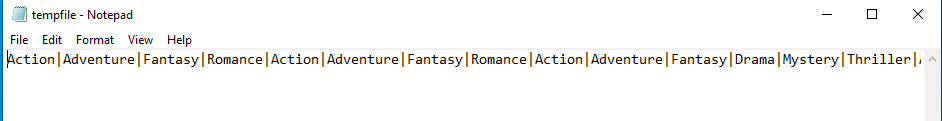 tempfile - Notepad
File Edit Format View Help
Action|Adventure|Fantasy|Romance|Action|Adventure|Fantasy|Romance|Action|Adventure|Fantasy|Drama|Mystery|Thriller|